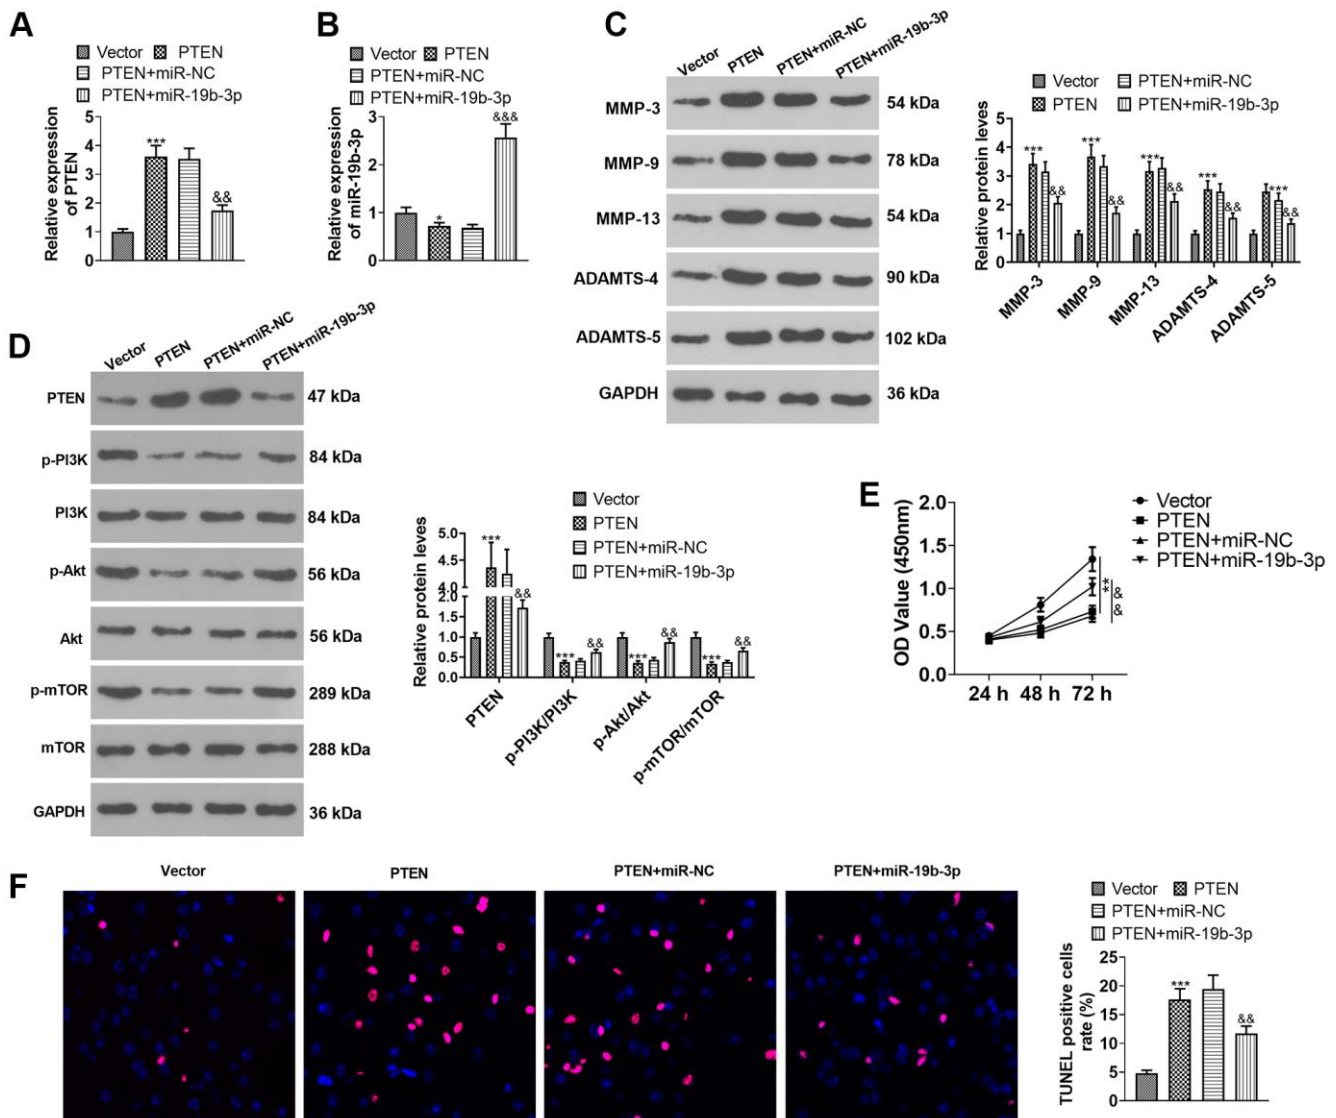 A
Vector PTEN
PTEN+miR-NC
PTEN+miR-19b-3p
Relative expression
of PTEN
5
4
3
2
1
0
***
&&
B
Vector PTEN
PTEN+miR-NC
PTEN+miR-19b-3p
Relative expression
of miR-19b-3p
3
2
1
0
*
&&&
C
Vector
PTEN
PTEN+miR-NC
PTEN+miR-19b-3p
MMP-3 54 kDa
MMP-9 78 kDa
MMP-13 54 kDa
ADAMTS-4 90 kDa
ADAMTS-5 102 kDa
GAPDH 36 kDa
Vector PTEN+miR-NC
PTEN PTEN+miR-19b-3p
Relative protein leves
5
4
3
2
1
0
*** && *** && *** && *** && *** &&
MMP-3
MMP-9
MMP-13
ADAMTS-4
ADAMTS-5
D
Vector
PTEN
PTEN+miR-NC
PTEN+miR-19b-3p
PTEN 47 kDa
p-PI3K 84 kDa
PI3K 84 kDa
p-Akt 56 kDa
Akt 56 kDa
p-mTOR 289 kDa
mTOR 288 kDa
GAPDH 36 kDa
Vector
PTEN
PTEN+miR-NC
PTEN+miR-19b-3p
Relative protein leves
5.0
4.5
4.0
2.0
1.5
1.0
0.5
0.0
*** && *** && *** && *** &&
PTEN
p-PI3K/PI3K
p-Akt/Akt
p-mTOR/mTOR
E
Vector
PTEN
PTEN+miR-NC
PTEN+miR-19b-3p
OD Value (450nm)
2.0
1.5
1.0
0.5
0.0
**
&&
24 h 48 h 72 h
F
Vector
PTEN
PTEN+miR-NC
PTEN+miR-19b-3p
Vector PTEN
PTEN+miR-NC
PTEN+miR-19b-3p
TUNEL positive cells
rate (%)
25
20
15
10
5
0
***
&&